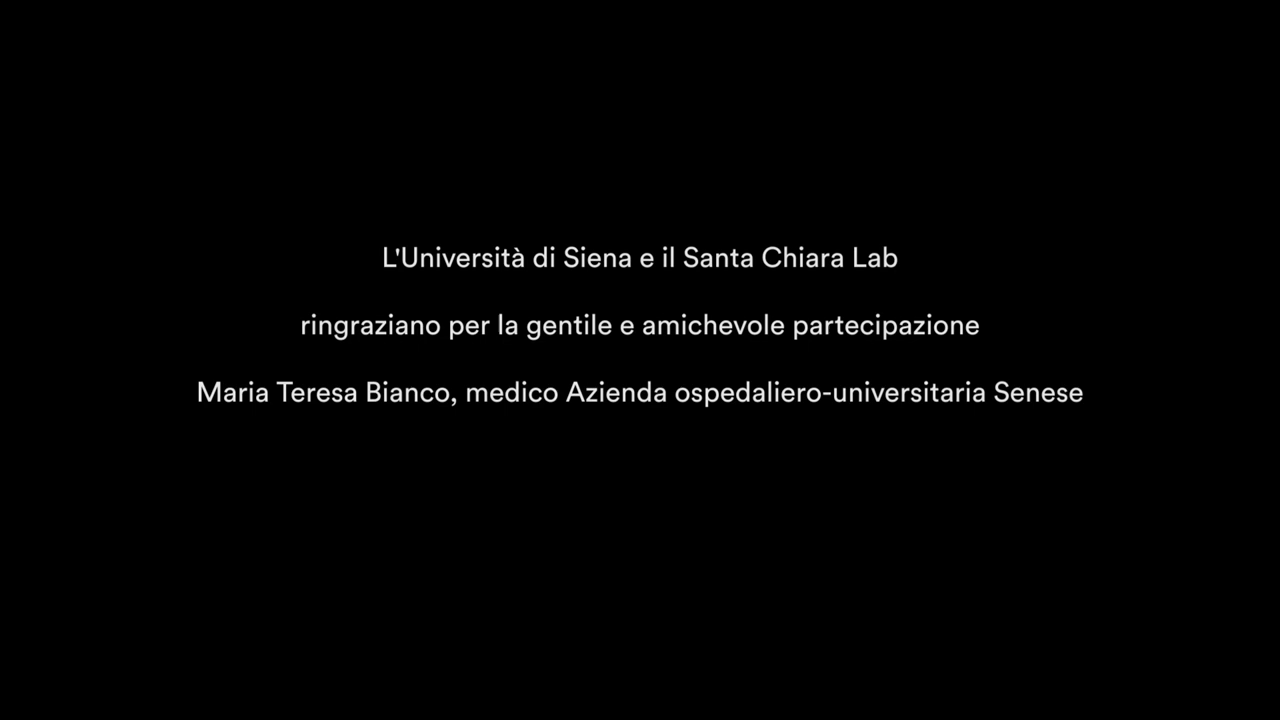 L'Università di Siena e il Santa Chiara Lab
ringraziano per la gentile e amichevole partecipazione
Maria Teresa Bianco, medico Azienda ospedaliero-universitaria Senese